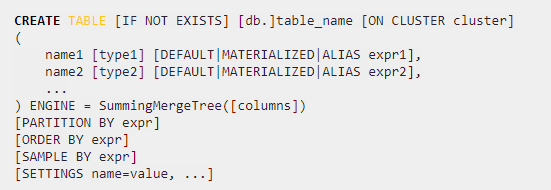 CREATE TABLE [IF NOT EXISTS] [db.]table_name [ON CLUSTER cluster]
(
    name1 [type1] [DEFAULT|MATERIALIZED|ALIAS expr1],
    name2 [type2] [DEFAULT|MATERIALIZED|ALIAS expr2],
    ...
) ENGINE = SummingMergeTree([columns])
[PARTITION BY expr]
[ORDER BY expr]
[SAMPLE BY expr]
[SETTINGS name=value, ...]